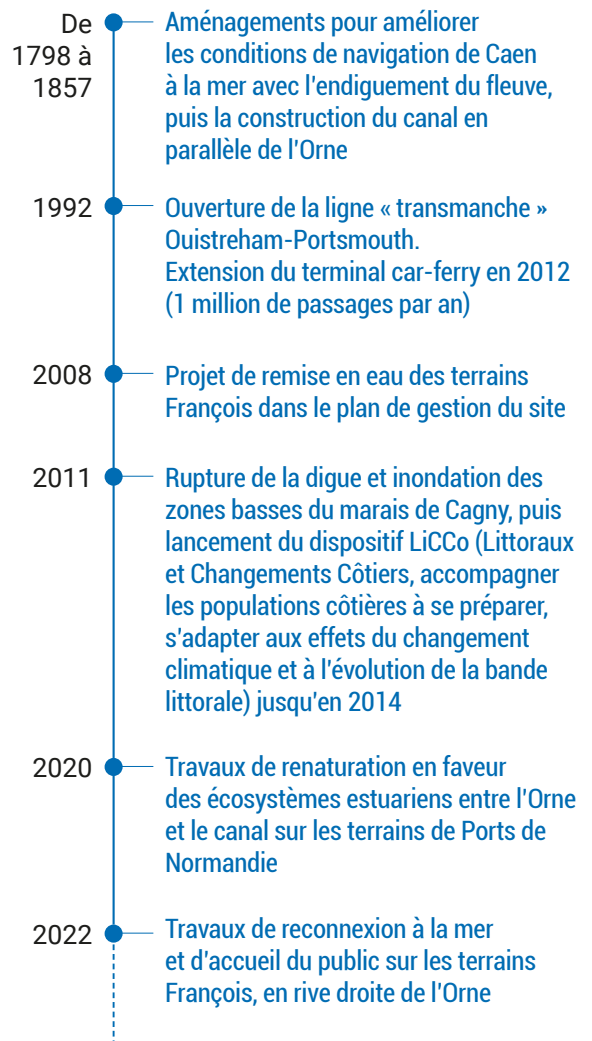 De
1798 à
1857
Aménagements pour améliorer
les conditions de navigation de Caen
à la mer avec l'endiguement du fleuve,
puis la construction du canal en
parallèle de l'Orne
1992
Ouverture de la ligne « transmanche »
Ouistreham-Portsmouth.
Extension du terminal car-ferry en 2012
(1 million de passages par an)
2008
Projet de remise en eau des terrains
François dans le plan de gestion du site
2011
Rupture de la digue et inondation des
zones basses du marais de Cagny, puis
lancement du dispositif LiCCo (Littoraux
et Changements Côtiers, accompagner
les populations côtières à se préparer,
s'adapter aux effets du changement
climatique et à l'évolution de la bande
littorale) jusqu'en 2014
2020
Travaux de renaturation en faveur
des écosystèmes estuariens entre l'Orne
et le canal sur les terrains de Ports de
Normandie
2022
Travaux de reconnexion à la mer
et d'accueil du public sur les terrains
François, en rive droite de l'Orne